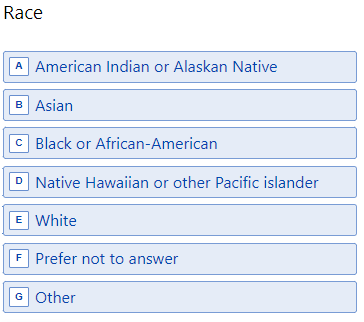 Race
A American Indian or Alaskan Native
B Asian
C Black or African-American
D Native Hawaiian or other Pacific islander
E White
F Prefer not to answer
G Other